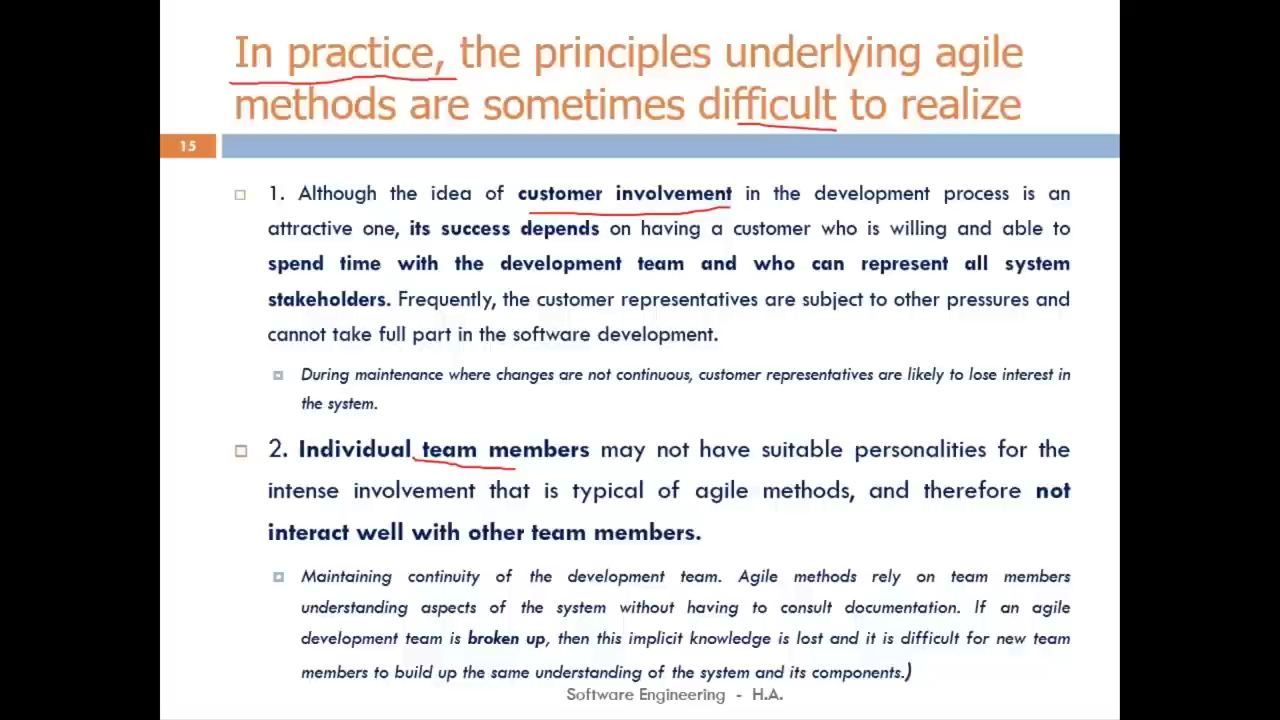 In practice, the principles underlying agile
methods are sometimes difficult to realize
15
1. Although the idea of customer involvement in the development process is an
attractive one, its success depends on having a customer who is willing and able to
spend time with the development team and who can represent all system
stakeholders. Frequently, the customer representatives are subject to other pressures and
cannot take full part in the software development.
During maintenance where changes are not continuous, customer representatives are likely to lose interest in
the system.
2. Individual team members may not have suitable personalities for the
intense involvement that is typical of agile methods, and therefore not
interact well with other team members.
Maintaining continuity of the development team. Agile methods rely on team members
understanding aspects of the system without having to consult documentation. If an agile
development team is broken up, then this implicit knowledge is lost and it is difficult for new team
members to build up the same understanding of the system and its components.)
Software Engineering - H.A.